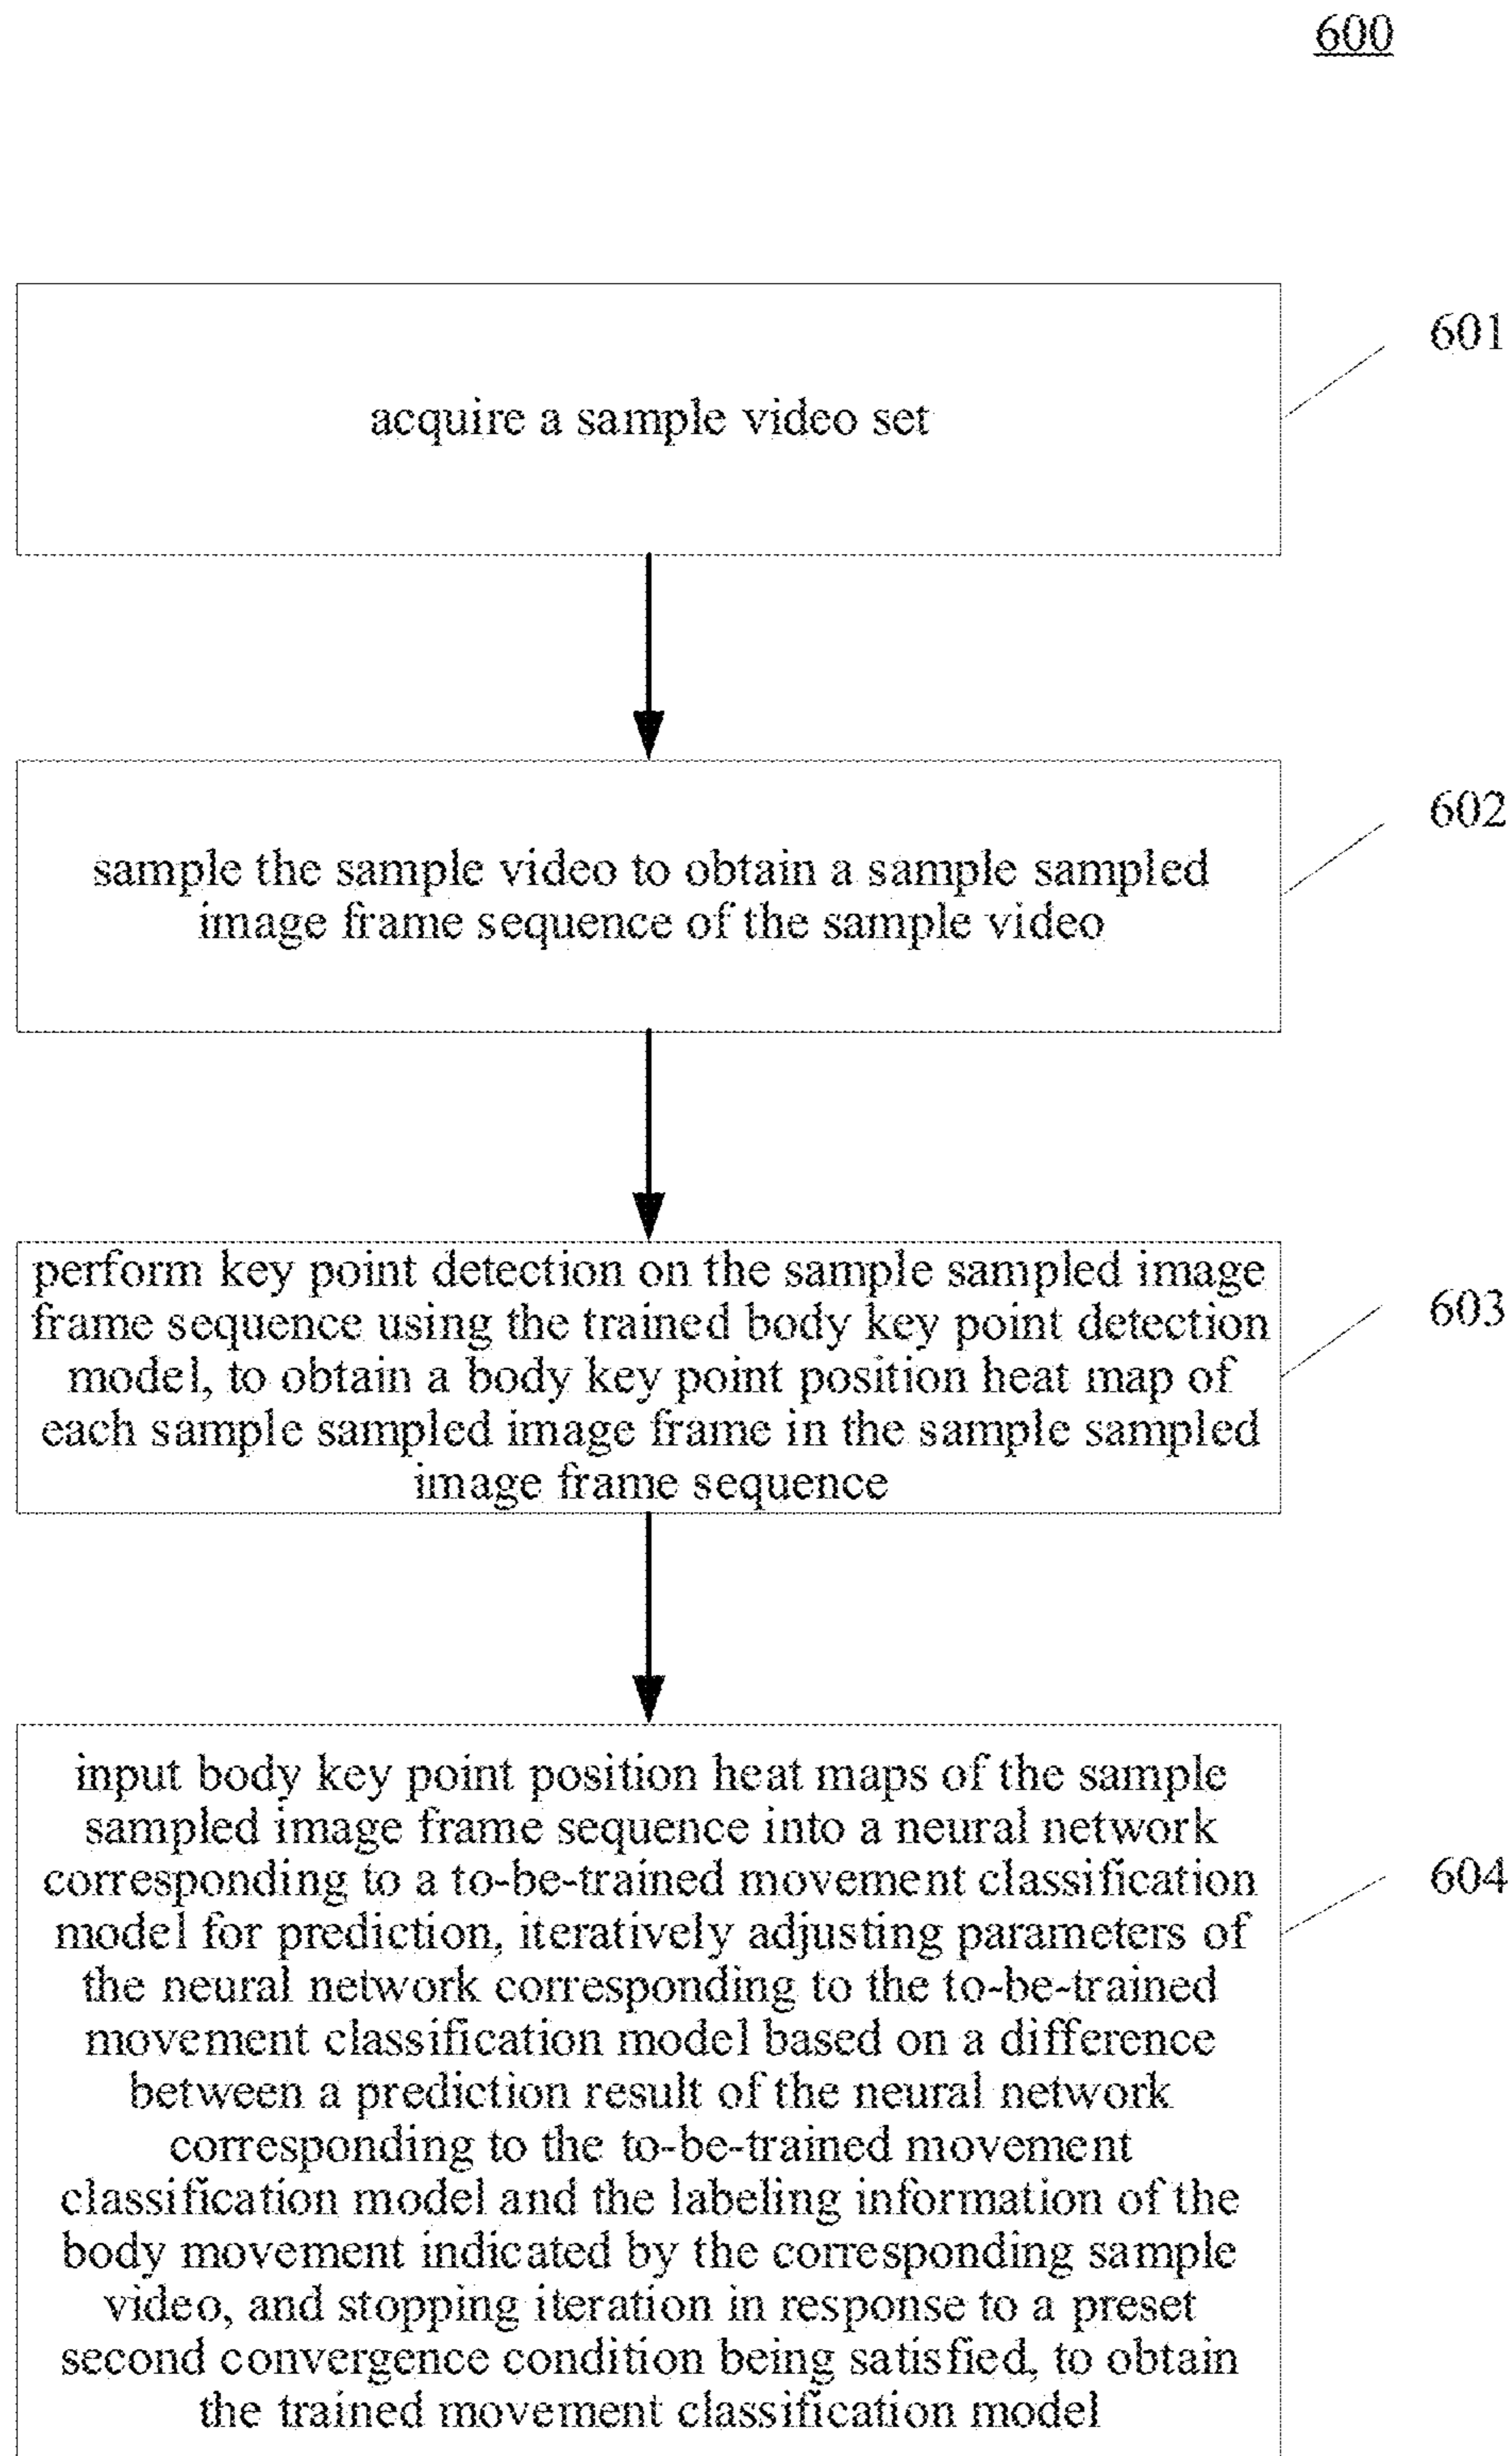 600
601
acquire a sample video set
602
sample the sample video to obtain a sample sampled
image frame sequence of the sample video
603
perform key point detection on the sample sampled image
frame sequence using the trained body key point detection
model, to obtain a body key point position heat map of
each sample sampled image frame in the sample sampled
image frame sequence
604
input body key point position heat maps of the sample
sampled image frame sequence into a neural network
corresponding to a to-be-trained movement classification
model for prediction, iteratively adjusting parameters of
the neural network corresponding to the to-be-trained
movement classification model based on a difference
between a prediction result of the neural network
corresponding to the to-be-trained movement
classification model and the labeling information of the
body movement indicated by the corresponding sample
video, and stopping iteration in response to a preset
second convergence condition being satisfied, to obtain
the trained movement classification model